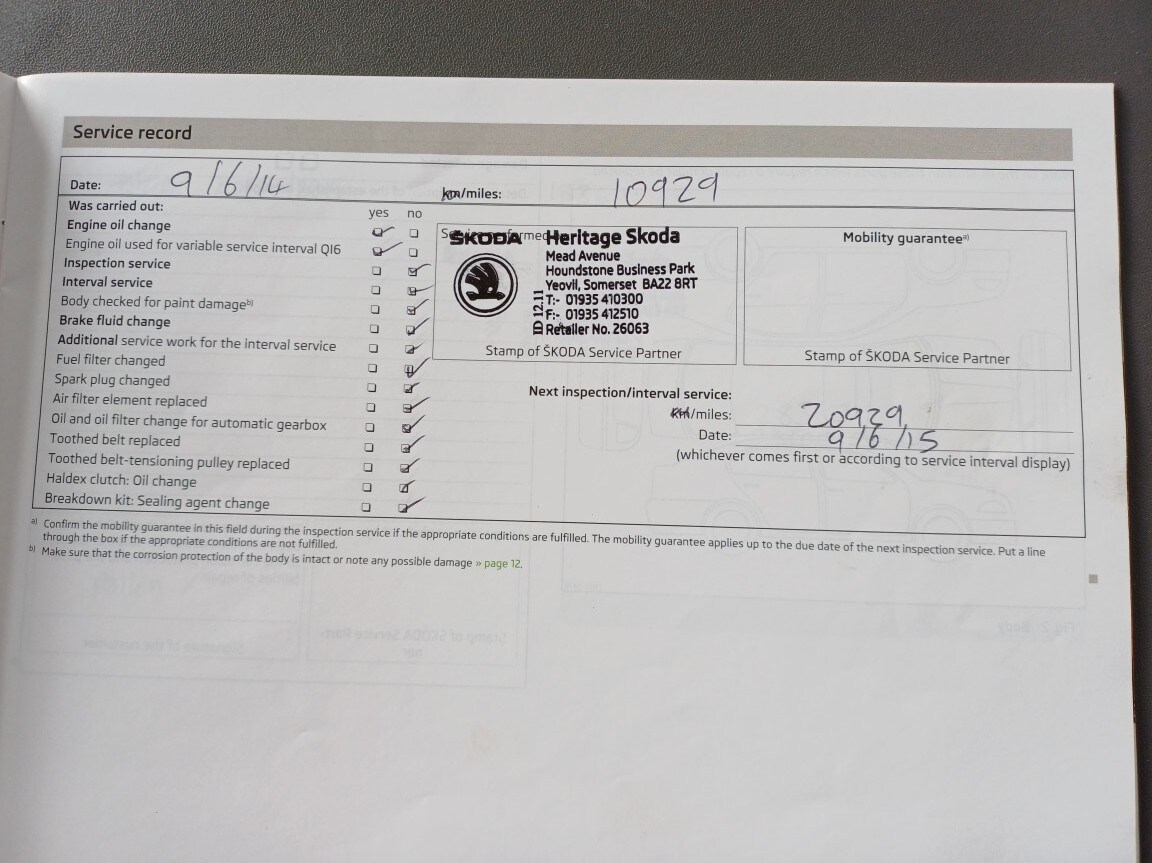 Service record
Date: 9/6/14 km/miles: 10929
Was carried out: yes no
Engine oil change
Engine oil used for variable service interval QI6
Inspection service
Interval service
Body checked for paint damage b)
Brake fluid change
Additional service work for the interval service
Fuel filter changed
Spark plug changed
Air filter element replaced
Oil and oil filter change for automatic gearbox
Toothed belt replaced
Toothed belt-tensioning pulley replaced
Haldex clutch: Oil change
Breakdown kit: Sealing agent change
Service performed
ŠKODA Heritage Skoda
Mead Avenue
Houndstone Business Park
Yeovil, Somerset BA22 8RT
T:- 01935 410300
F:- 01935 412510
Retailer No. 26063
ID 12.11
Stamp of ŠKODA Service Partner
Mobility guarantee a)
Stamp of ŠKODA Service Partner
Next inspection/interval service:
km/miles: 20929
Date: 9/6/15
(whichever comes first or according to service interval display)
a) Confirm the mobility guarantee in this field during the inspection service if the appropriate conditions are fulfilled. The mobility guarantee applies up to the due date of the next inspection service. Put a line
through the box if the appropriate conditions are not fulfilled.
b) Make sure that the corrosion protection of the body is intact or note any possible damage » page 12.